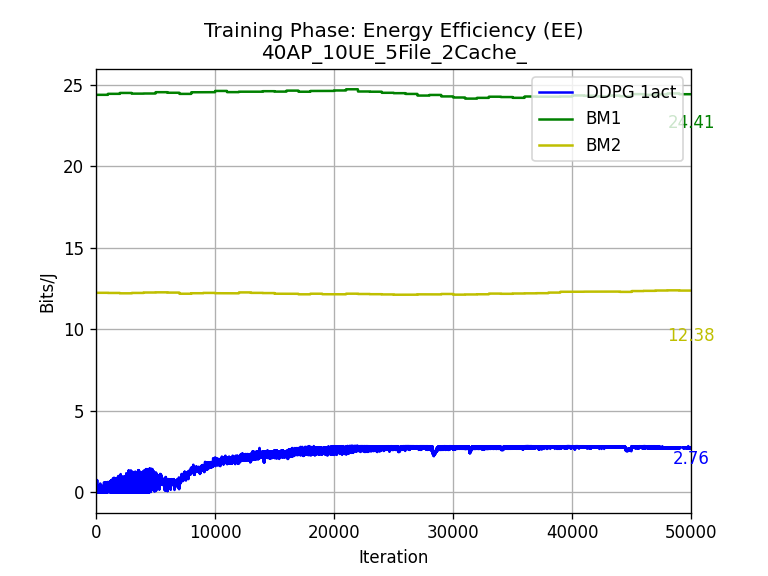 Training Phase: Energy Efficiency (EE)
40AP_10UE_5File_2Cache_
25
20
15
10
5
0
Bits/J
DDPG 1act
BM1
BM2
24.41
12.38
2.76
0
10000
20000
30000
40000
50000
Iteration